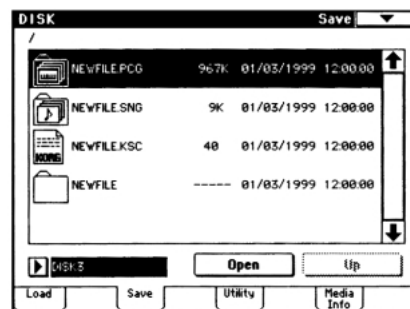 DISK Save
/
NEWFILE.PCG 967K 01/03/1999 12:00:00
NEWFILE.SNG 9K 01/03/1999 12:00:00
KORG NEWFILE.KSC 40 01/03/1999 12:00:00
NEWFILE ----- 01/03/1999 12:00:00
DISK3 Open Up
Load Save Utility Media Info